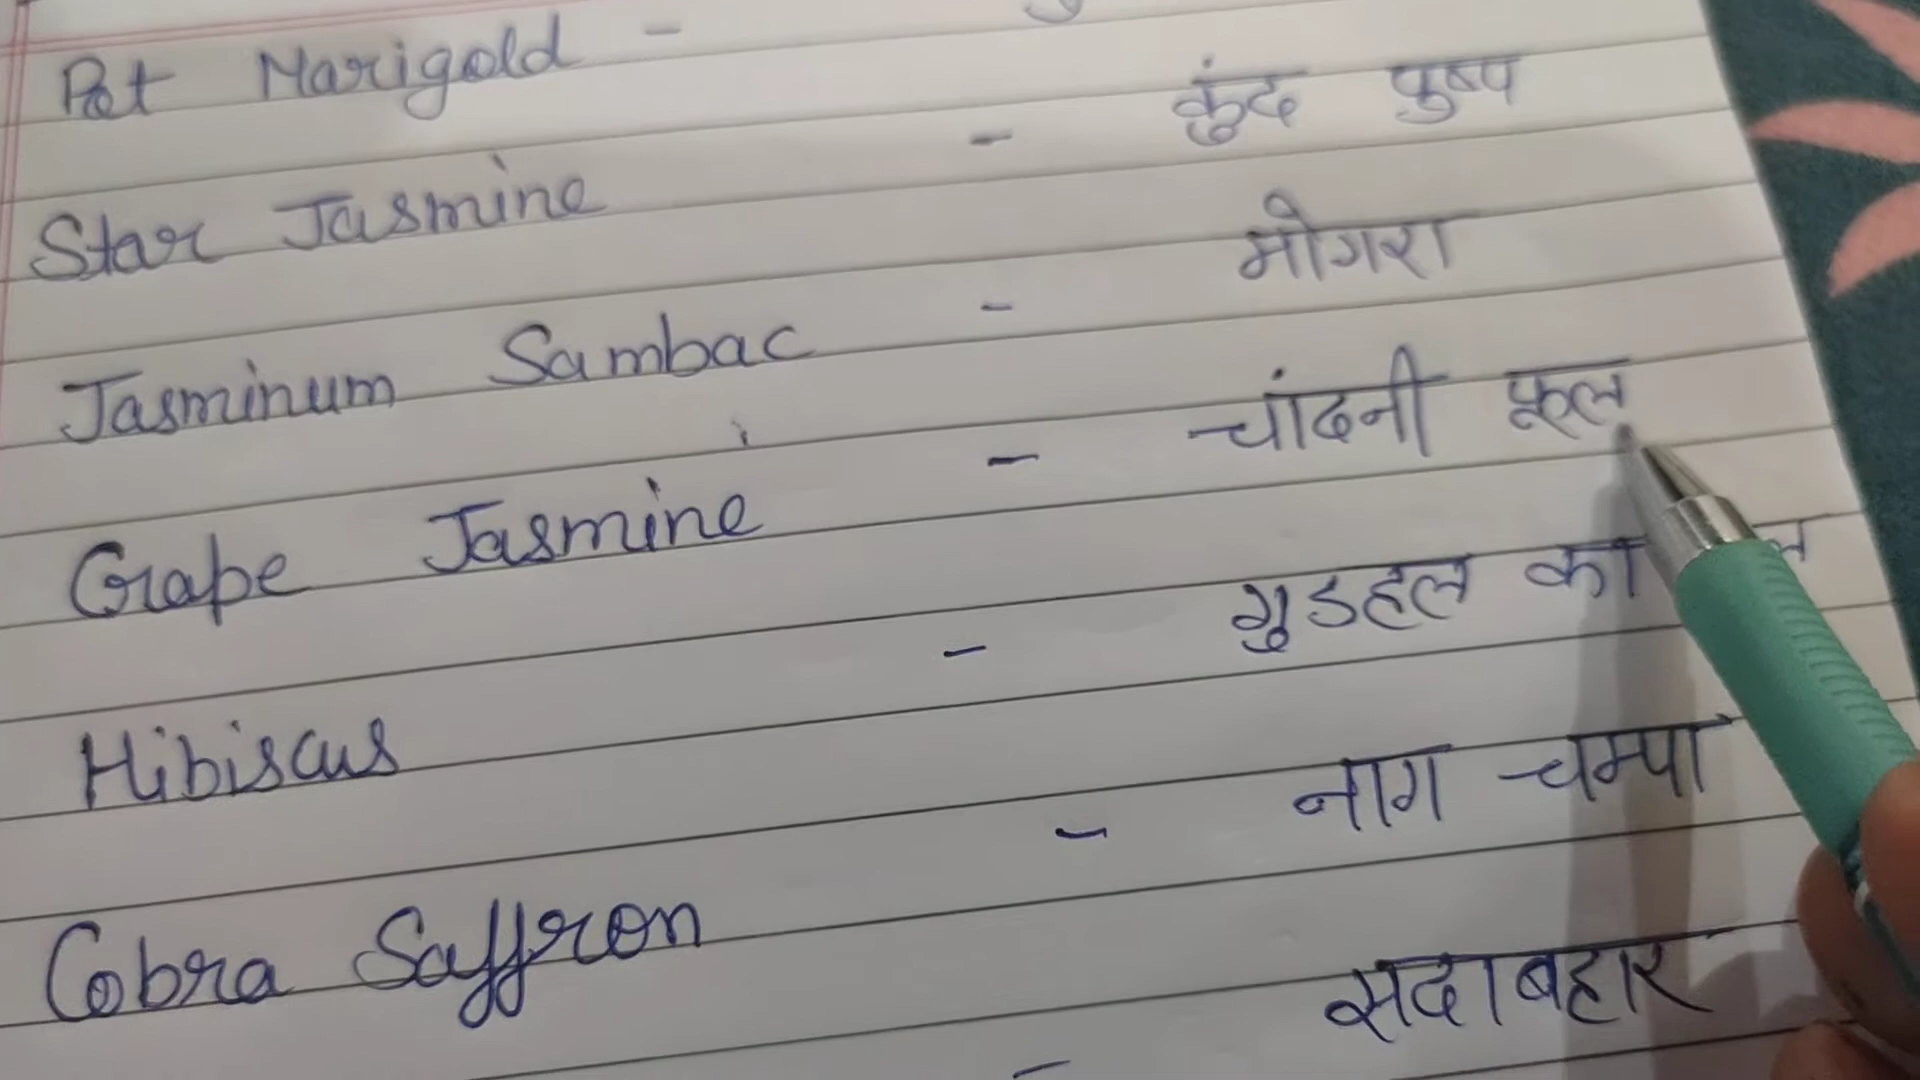 Pot Marigold -
Star Jasmine - कुंद पुष्प
Jasminum Sambac - मोगरा
Grape Jasmine - चांदनी फूल
Hibiscus - गुडहल का
Cobra Saffron - नाग चम्पा
- सदाबहार